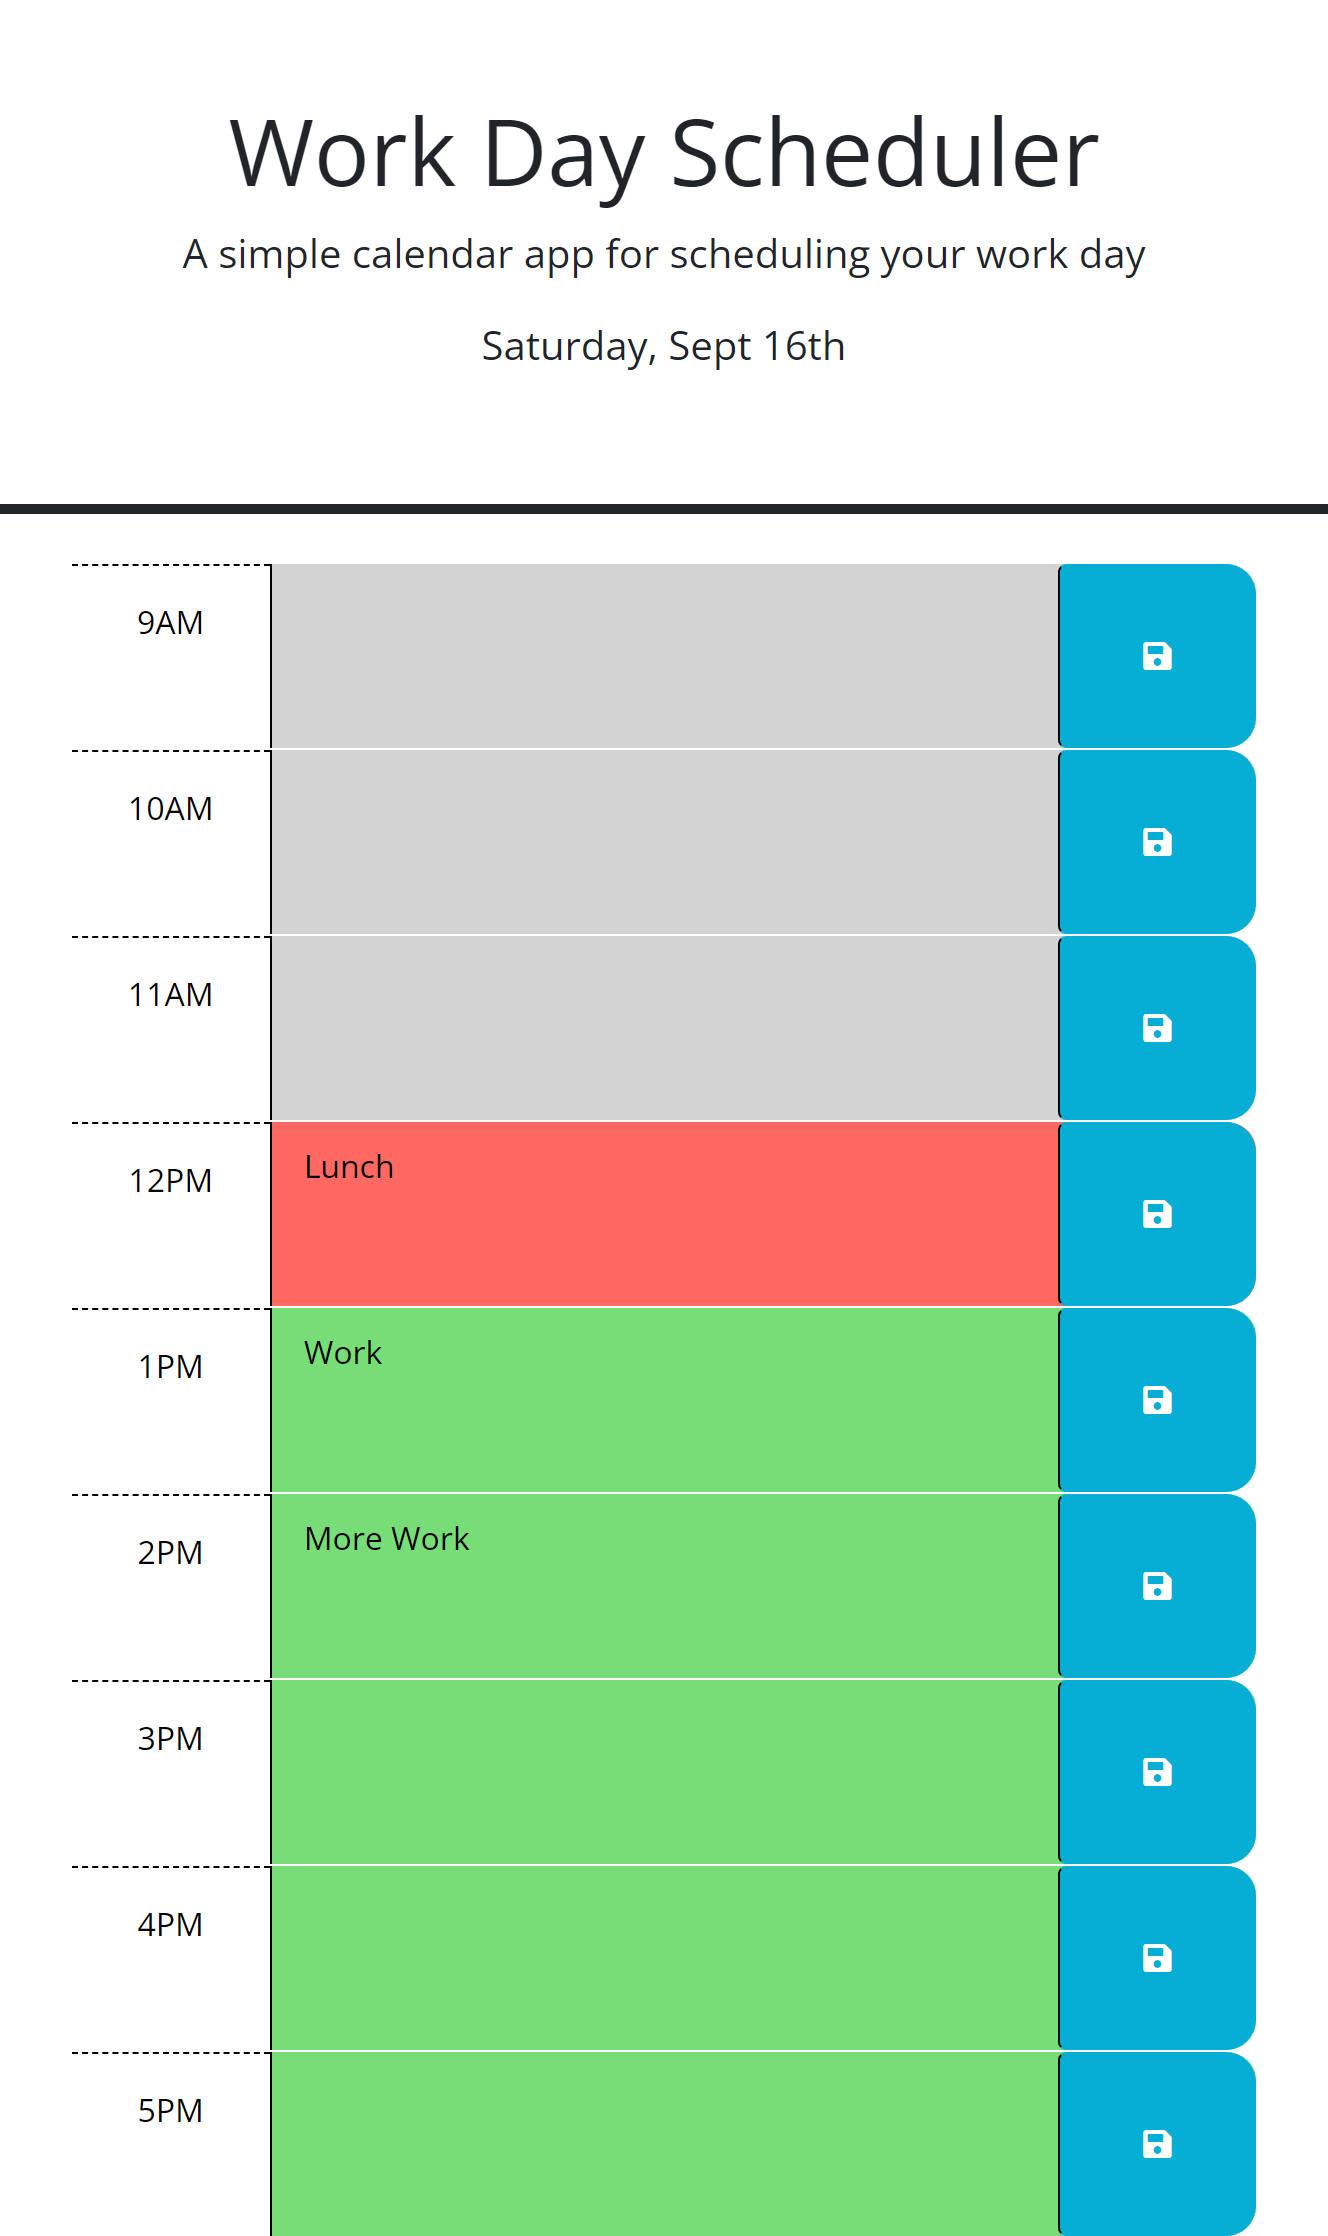 Work Day Scheduler
A simple calendar app for scheduling your work day
Saturday, Sept 16th
9AM
10AM
11AM
12PM
Lunch
1PM
Work
2PM
More Work
3PM
4PM
5PM